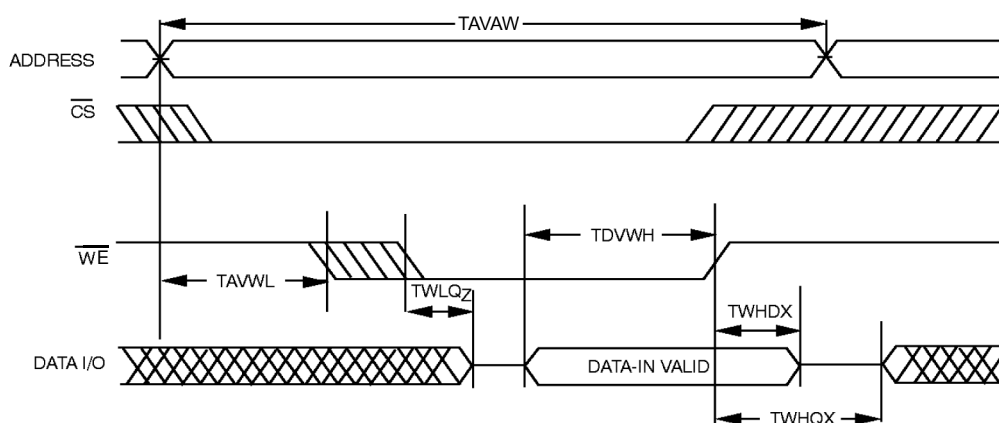 TAVAW
ADDRESS
CS
WE
TDVWH
TAVWL
TWLQZ
TWHDX
DATA I/O
DATA-IN VALID
TWHQX